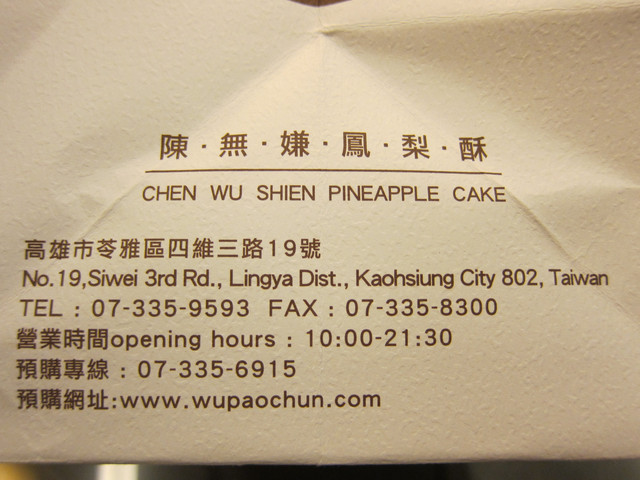 陳・無・嫌・鳳・梨・酥
CHEN WU SHIEN PINEAPPLE CAKE
高雄市苓雅區四維三路19號
No.19,Siwei 3rd Rd., Lingya Dist., Kaohsiung City 802, Taiwan
TEL : 07-335-9593 FAX : 07-335-8300
營業時間opening hours : 10:00-21:30
預購專線 : 07-335-6915
預購網址:www.wupaochun.com